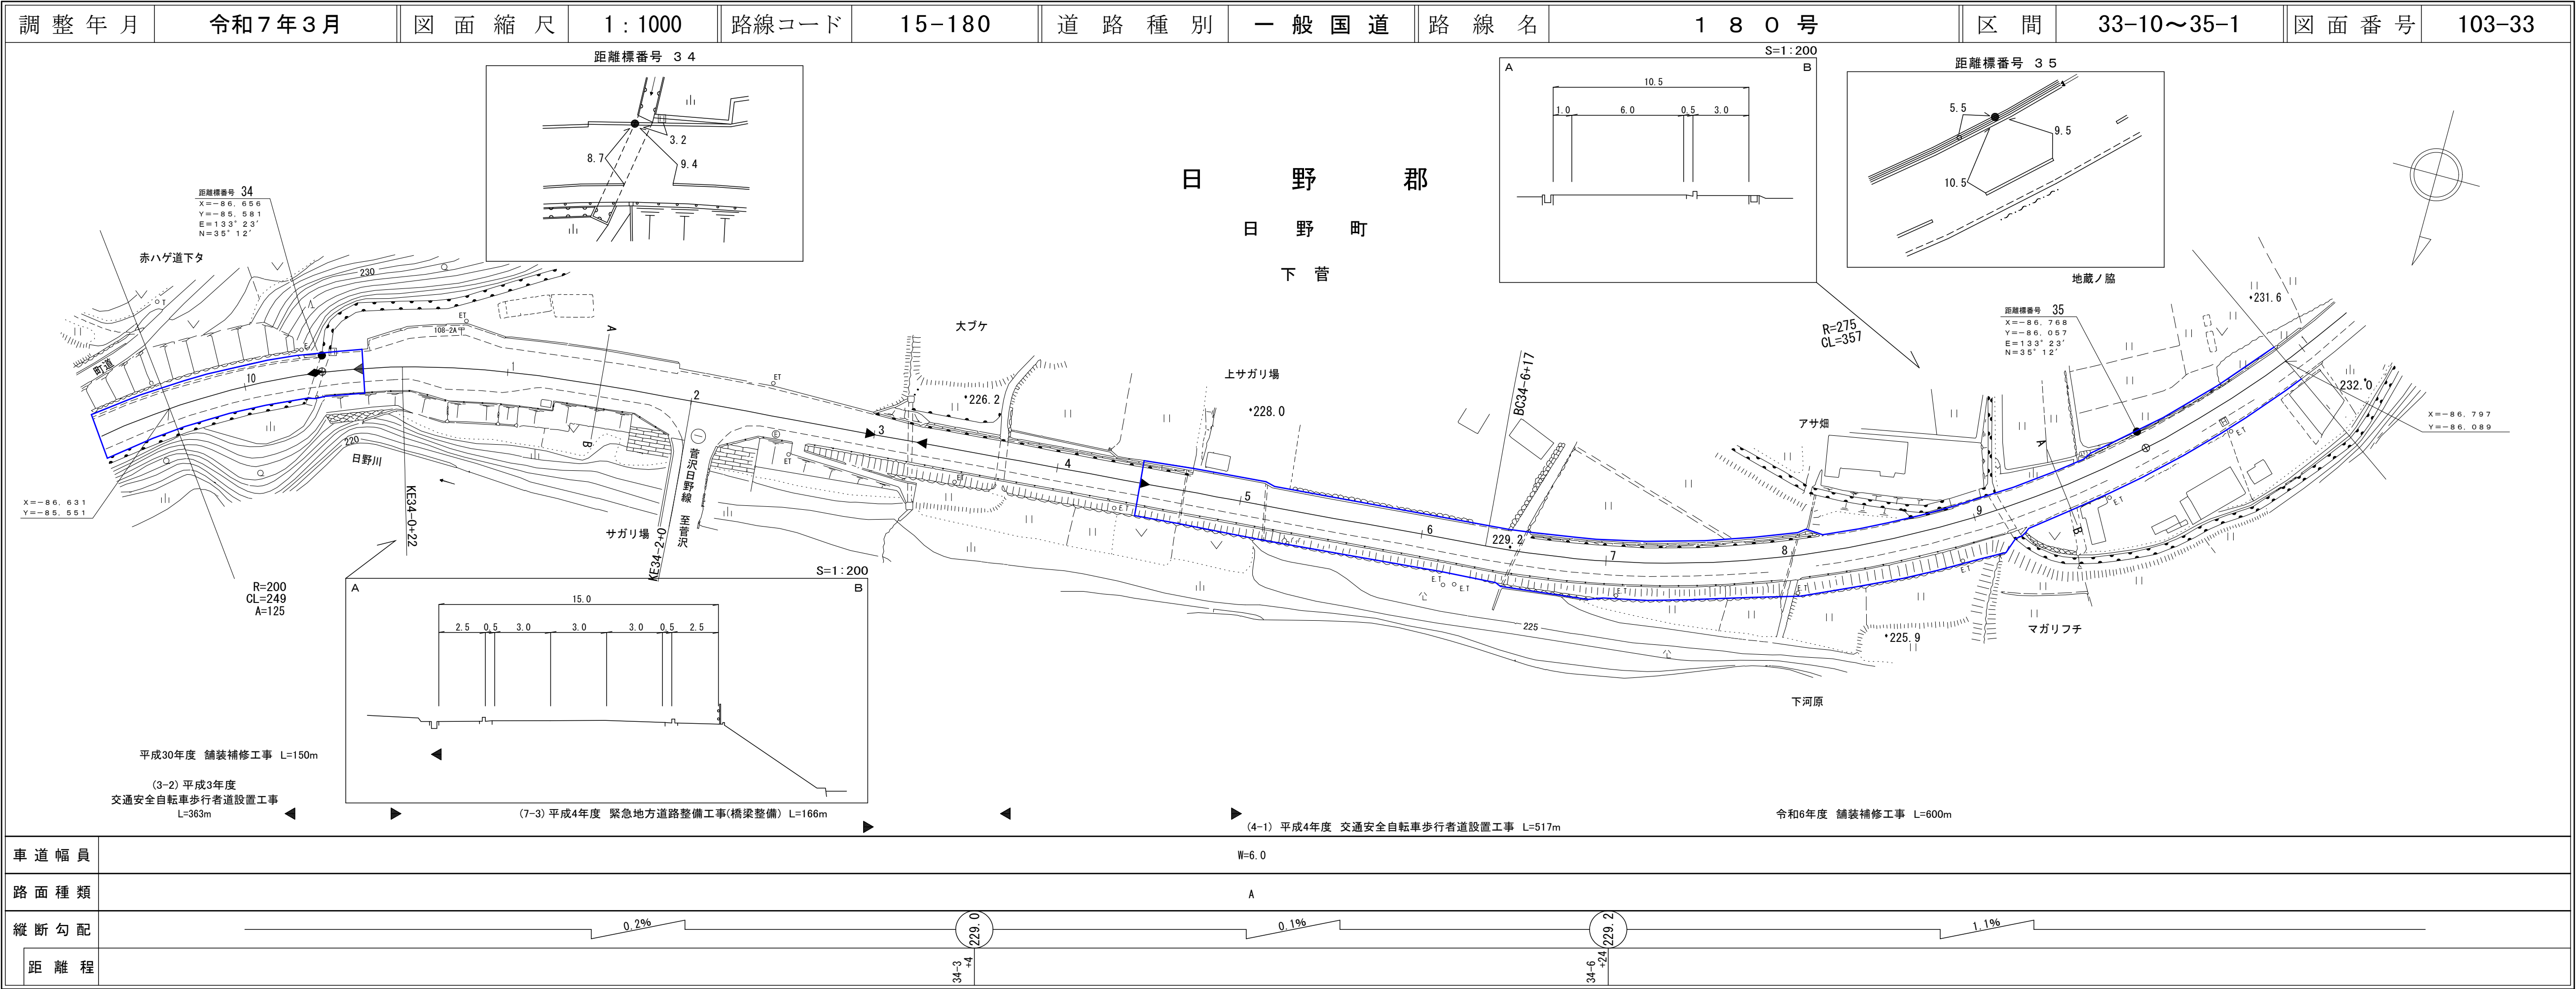 調整年月 令和7年3月 図面縮尺 1:1000 路線コード 15-180 道路種別 一般国道 路線名 180号 区間 33-10～35-1 図面番号 103-33
距離標番号 34
3.2
8.7
9.4
S=1:200
A B
10.5
1.0 6.0 0.5 3.0
距離標番号 35
5.5
9.5
10.5
日野郡
日野町
下菅
距離標番号 34
X=-86,656
Y=-85,581
E=133°23′
N=35°12′
赤ハゲ道下タ
町道
230
220
日野川
X=-86,631
Y=-85,551
R=200
CL=249
A=125
KE34-0+22
10
1
2
3
4
5
6
7
8
9
108-2A
ET
ET
ET
ET
E.T
E.T
E.T
E.T
E.T
E.T
E.T
E.T
A
B
サガリ場
KE34-2+0
菅沢日野線 至菅沢
大ブケ
226.2
上サガリ場
228.0
BC34-6+17
229.2
R=275
CL=357
アサ畑
地蔵ノ脇
距離標番号 35
X=-86,768
Y=-86,057
E=133°23′
N=35°12′
231.6
232.0
X=-86,797
Y=-86,089
A
B
マガリフチ
225
225.9
下河原
S=1:200
A B
15.0
2.5 0.5 3.0 3.0 3.0 0.5 2.5
平成30年度 舗装補修工事 L=150m
(3-2) 平成3年度
交通安全自転車歩行者道設置工事
L=363m
(7-3) 平成4年度 緊急地方道路整備工事(橋梁整備) L=166m
(4-1) 平成4年度 交通安全自転車歩行者道設置工事 L=517m
令和6年度 舗装補修工事 L=600m
車道幅員 W=6.0
路面種類 A
縦断勾配 0.2% 229.0 0.1% 229.2 1.1%
距離程 34-3 +4 34-6 +24